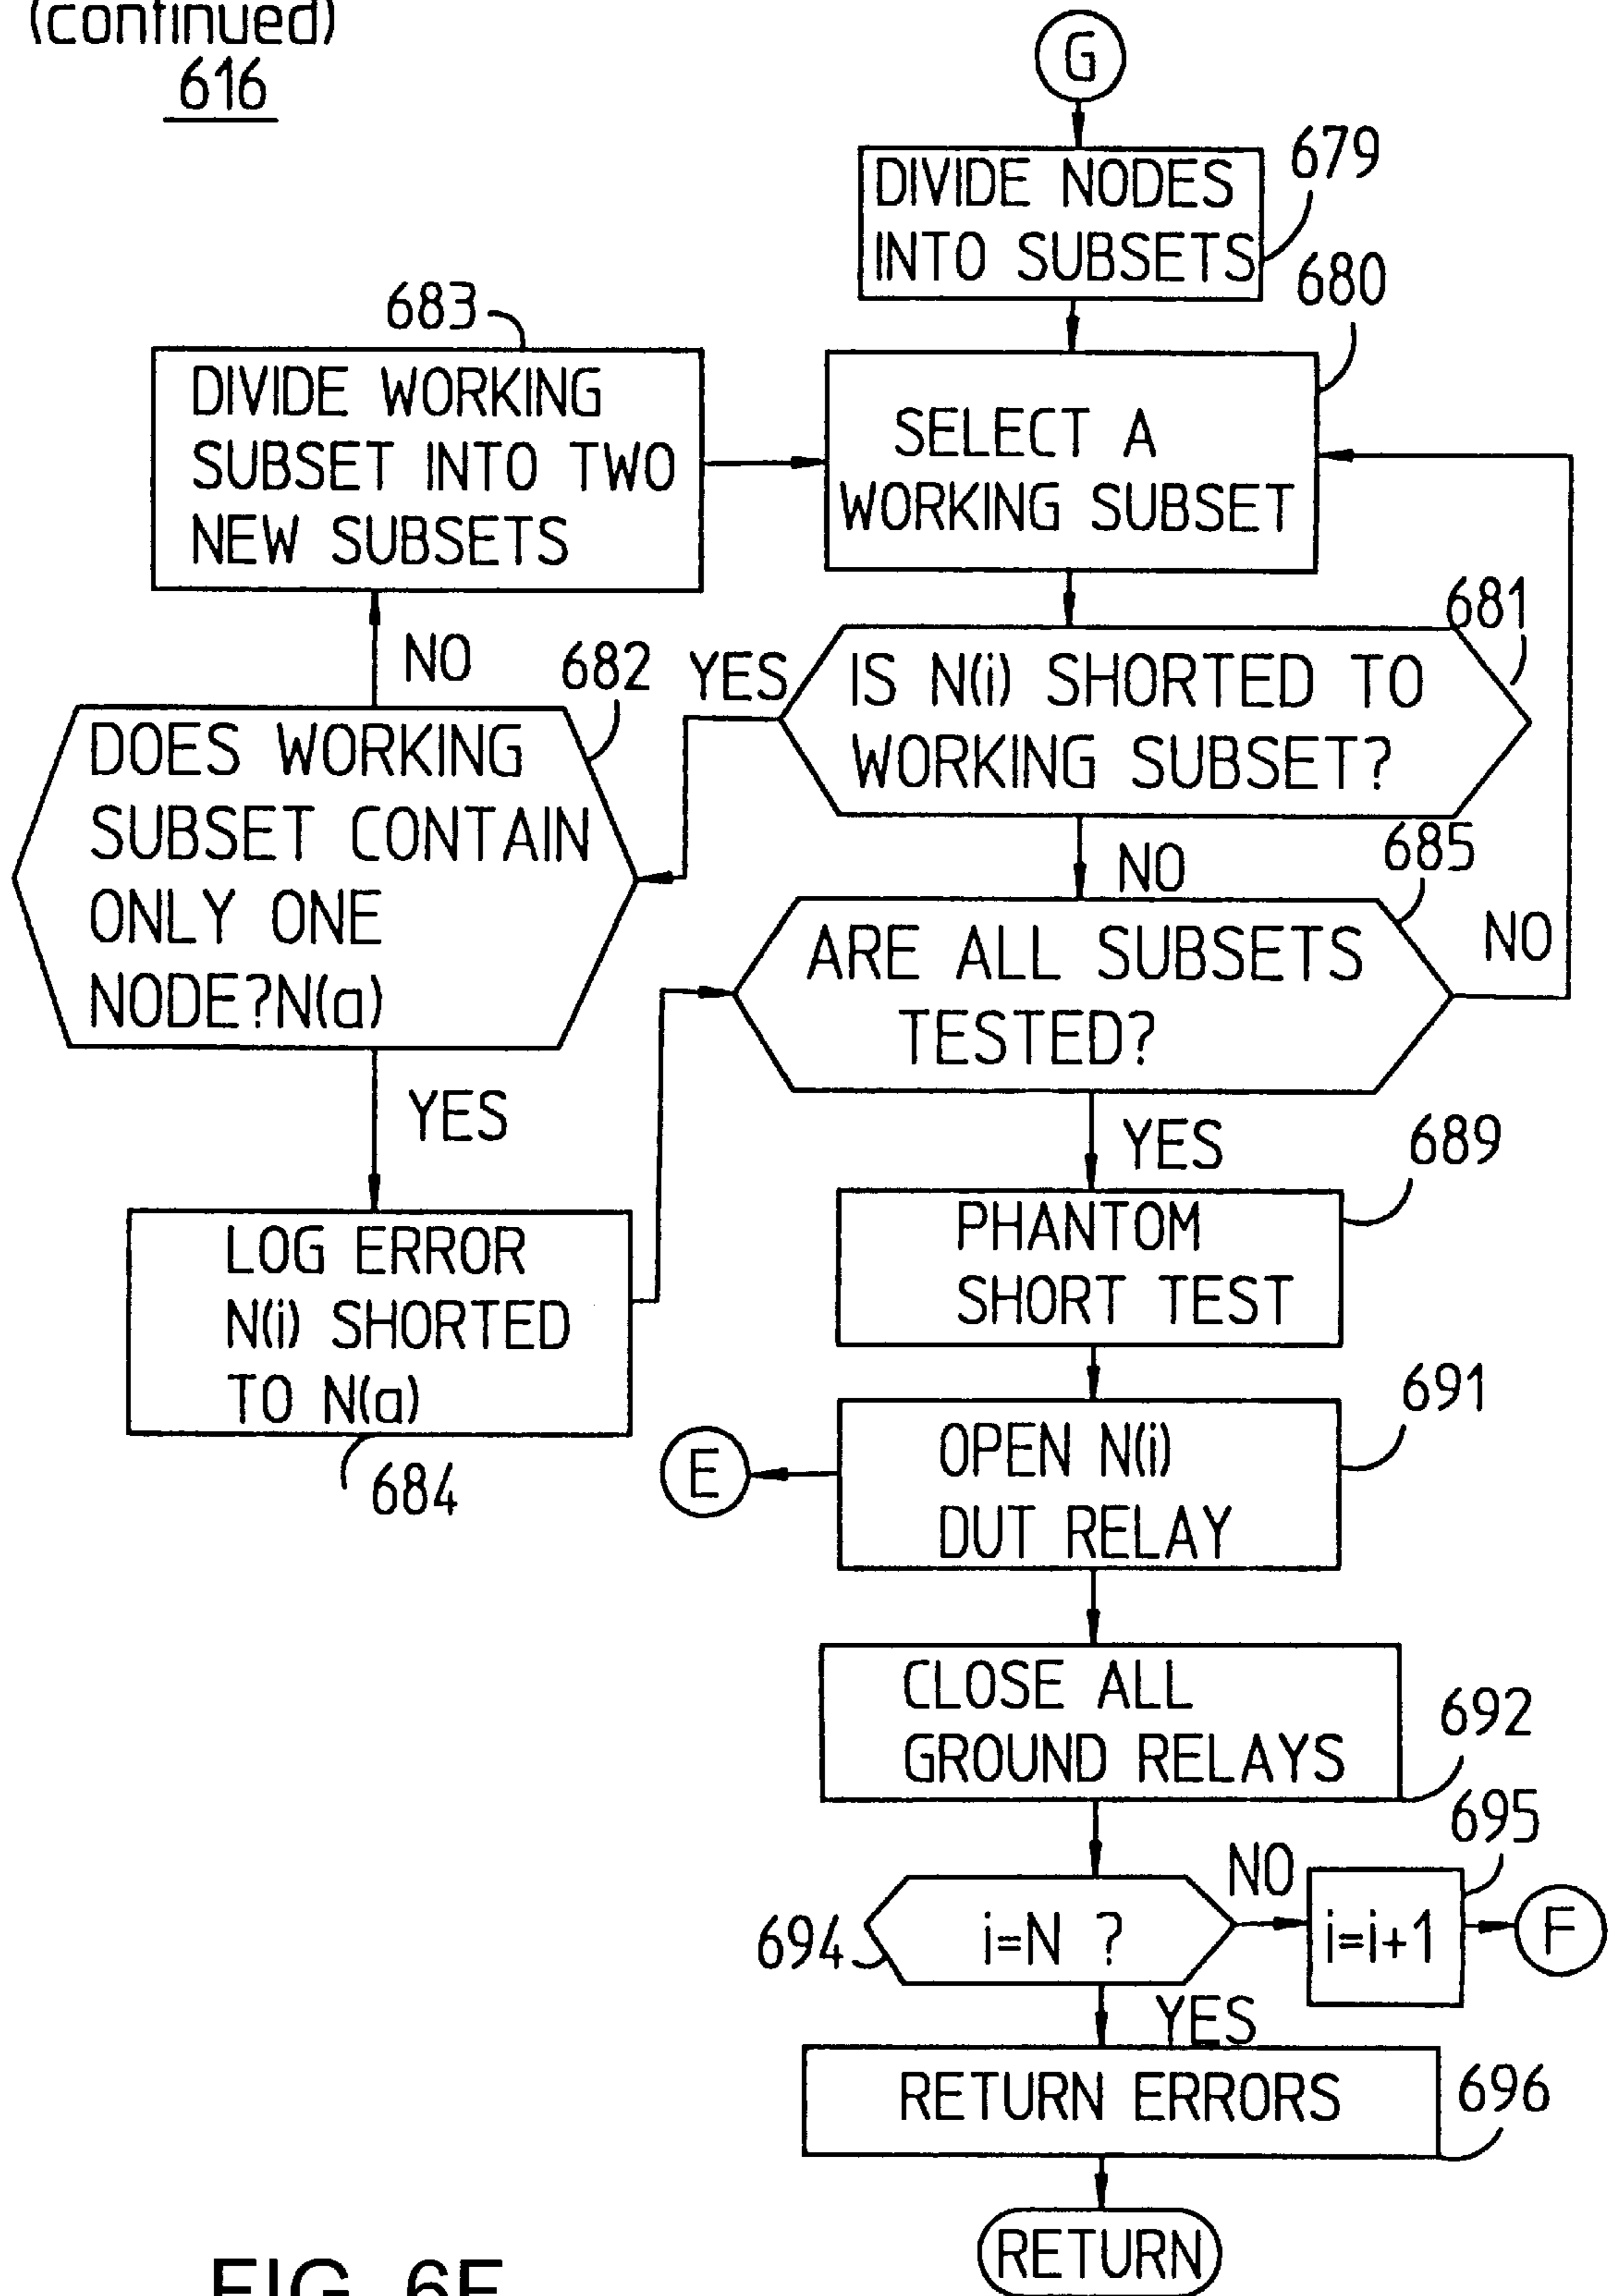 (continued)
616
G
DIVIDE NODES
INTO SUBSETS
679
680
683
DIVIDE WORKING
SUBSET INTO TWO
NEW SUBSETS
SELECT A
WORKING SUBSET
681
NO
682
YES
IS N(i) SHORTED TO
WORKING SUBSET?
DOES WORKING
SUBSET CONTAIN
ONLY ONE
NODE?N(a)
NO
685
NO
ARE ALL SUBSETS
TESTED?
YES
YES
689
LOG ERROR
N(i) SHORTED
TO N(a)
684
PHANTOM
SHORT TEST
691
E
OPEN N(i)
DUT RELAY
CLOSE ALL
GROUND RELAYS
692
695
NO
694
i=N ?
i=i+1
F
YES
RETURN ERRORS
696
RETURN